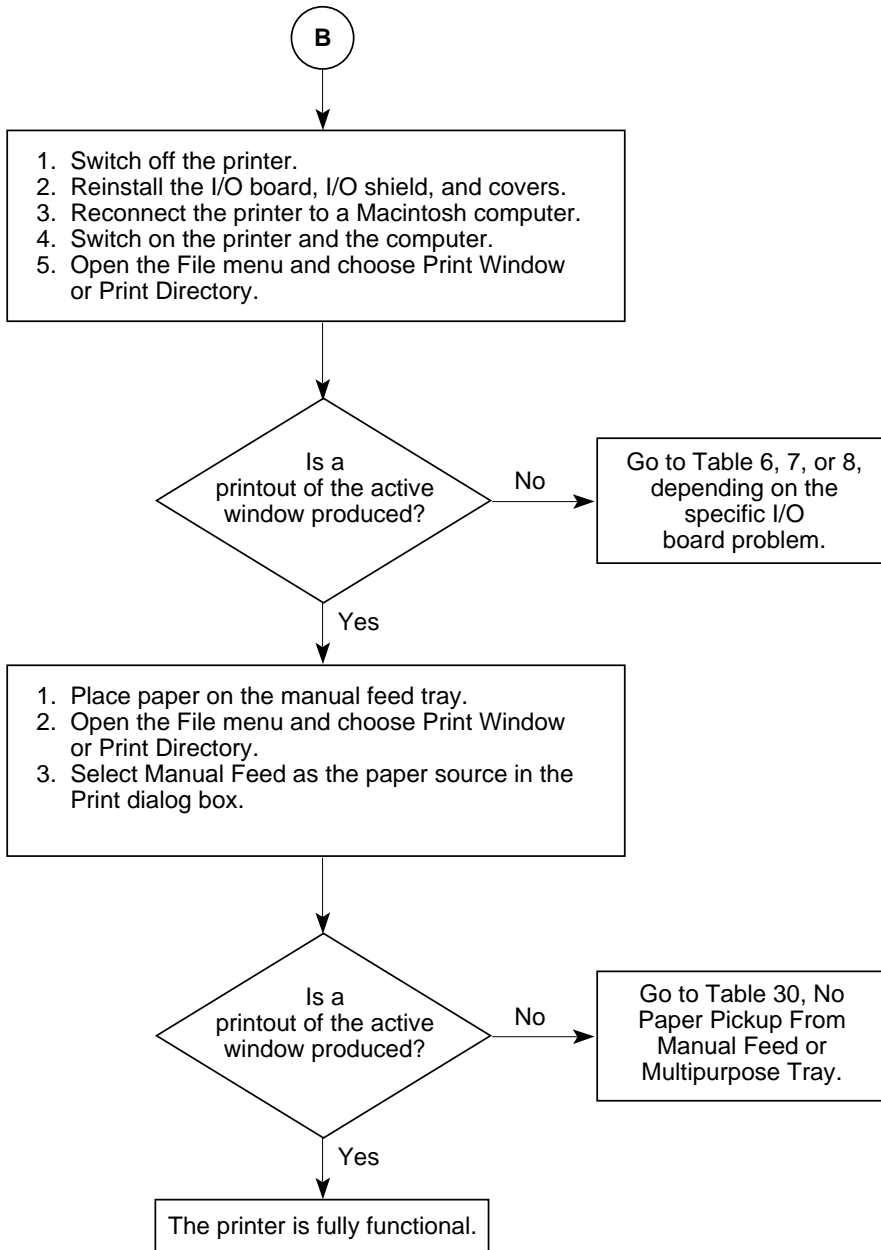 B
1. Switch off the printer.
2. Reinstall the I/O board, I/O shield, and covers.
3. Reconnect the printer to a Macintosh computer.
4. Switch on the printer and the computer.
5. Open the File menu and choose Print Window
or Print Directory.
Is a
printout of the active
window produced?
No
Go to Table 6, 7, or 8,
depending on the
specific I/O
board problem.
Yes
1. Place paper on the manual feed tray.
2. Open the File menu and choose Print Window
or Print Directory.
3. Select Manual Feed as the paper source in the
Print dialog box.
Is a
printout of the active
window produced?
No
Go to Table 30, No
Paper Pickup From
Manual Feed or
Multipurpose Tray.
Yes
The printer is fully functional.